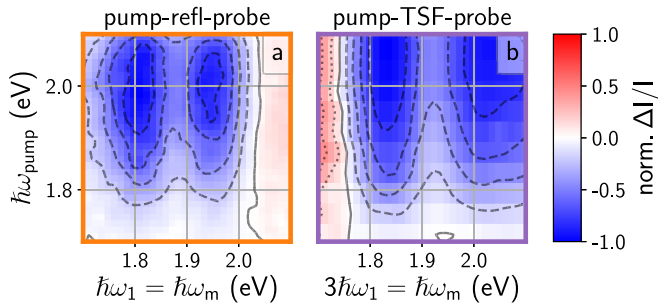 pump-refl-probe
pump-TSF-probe
a
b
2.0
1.8
ℏω_pump (eV)
1.8
1.9
2.0
1.8
1.9
2.0
ℏω₁ = ℏω_m (eV)
3ℏω₁ = ℏω_m (eV)
1.0
0.5
0.0
-0.5
-1.0
norm. ΔI/I